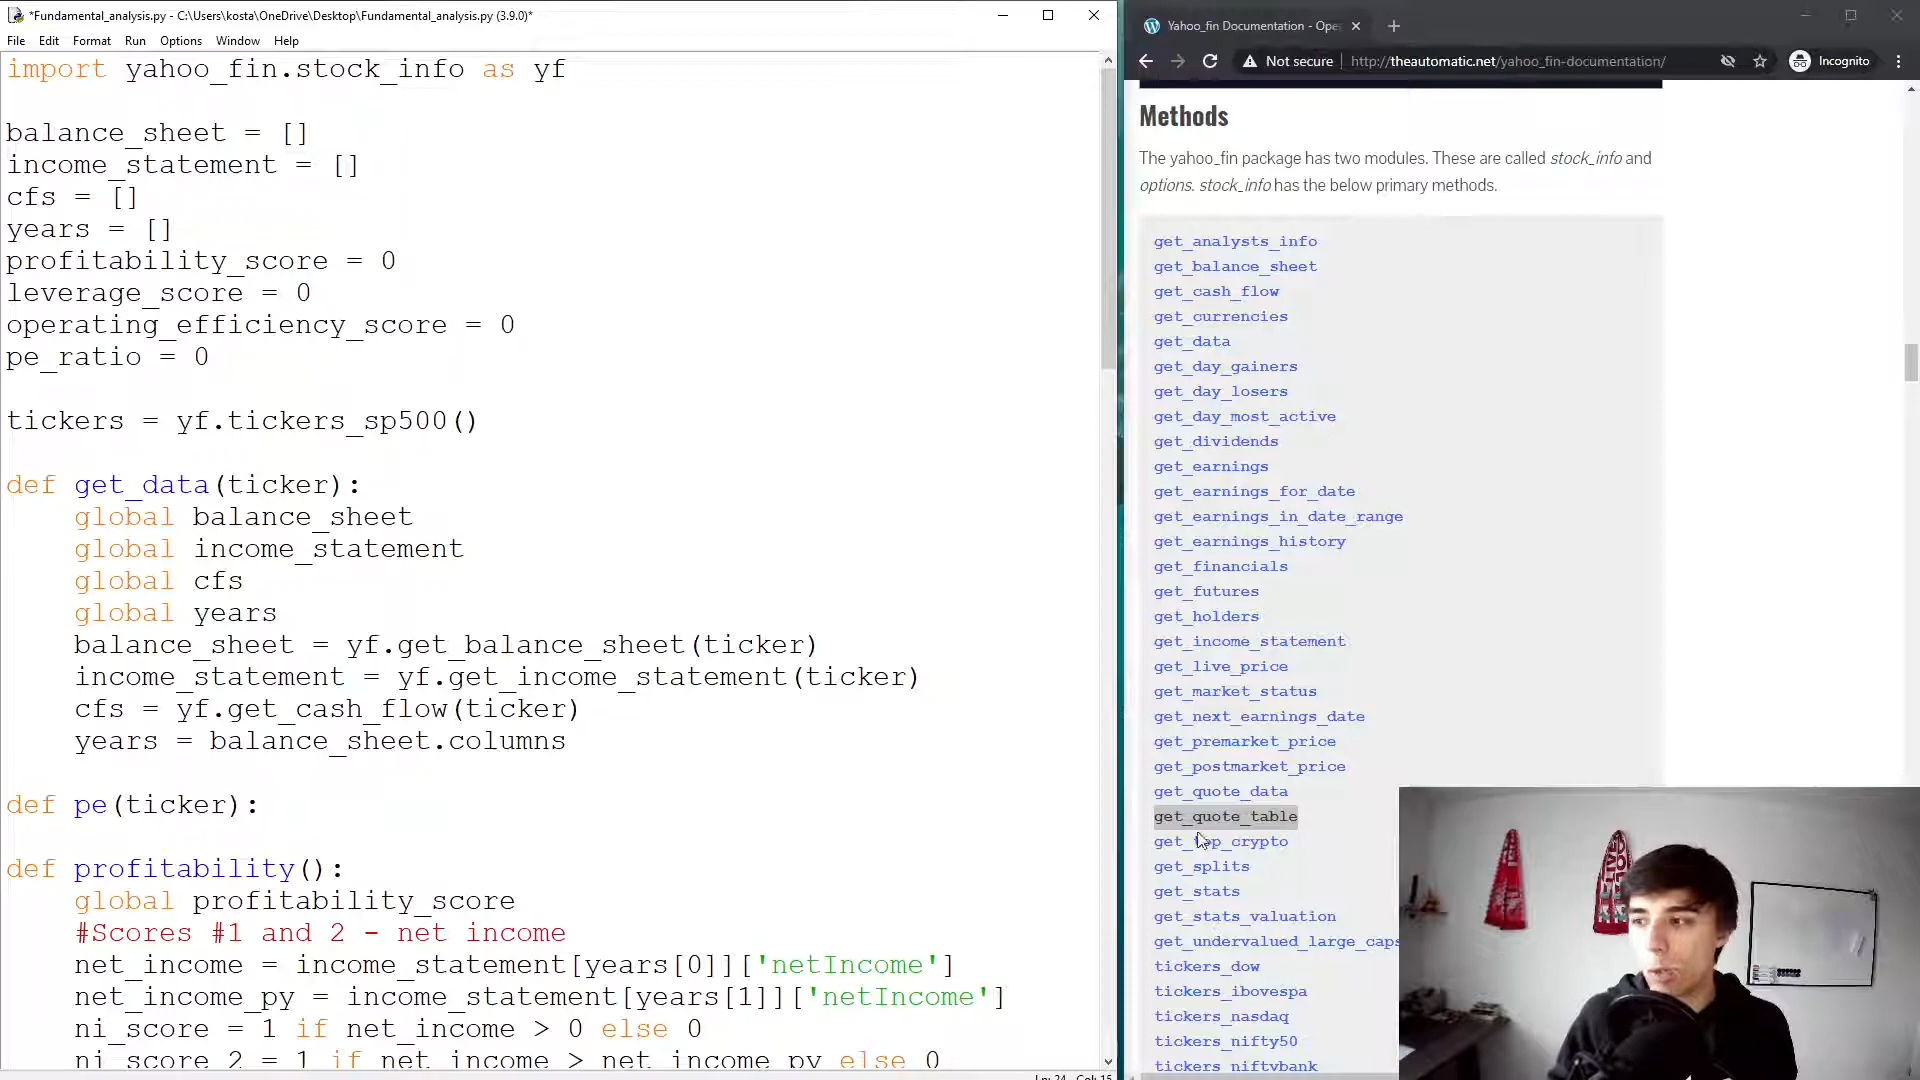 *Fundamental_analysis.py - C:\Users\kosta\OneDrive\Desktop\Fundamental_analysis.py (3.9.0)*
File Edit Format Run Options Window Help
import yahoo_fin.stock_info as yf
balance_sheet = []
income_statement = []
cfs = []
years = []
profitability_score = 0
leverage_score = 0
operating_efficiency_score = 0
pe_ratio = 0
tickers = yf.tickers_sp500()
def get_data(ticker):
global balance_sheet
global income_statement
global cfs
global years
balance_sheet = yf.get_balance_sheet(ticker)
income_statement = yf.get_income_statement(ticker)
cfs = yf.get_cash_flow(ticker)
years = balance_sheet.columns
def pe(ticker):
def profitability():
global profitability_score
#Scores #1 and 2 - net income
net_income = income_statement[years[0]]['netIncome']
net_income_py = income_statement[years[1]]['netIncome']
ni_score = 1 if net_income > 0 else 0
ni_score_2 = 1 if net_income > net_income_py else 0
Ln: 24 Col: 15
Yahoo_fin Documentation - Ope
Not secure http://theautomatic.net/yahoo_fin-documentation/ Incognito
Methods
The yahoo_fin package has two modules. These are called stock_info and
options. stock_info has the below primary methods.
get_analysts_info
get_balance_sheet
get_cash_flow
get_currencies
get_data
get_day_gainers
get_day_losers
get_day_most_active
get_dividends
get_earnings
get_earnings_for_date
get_earnings_in_date_range
get_earnings_history
get_financials
get_futures
get_holders
get_income_statement
get_live_price
get_market_status
get_next_earnings_date
get_premarket_price
get_postmarket_price
get_quote_data
get_quote_table
get_top_crypto
get_splits
get_stats
get_stats_valuation
get_undervalued_large_caps
tickers_dow
tickers_ibovespa
tickers_nasdaq
tickers_nifty50
tickers_niftybank